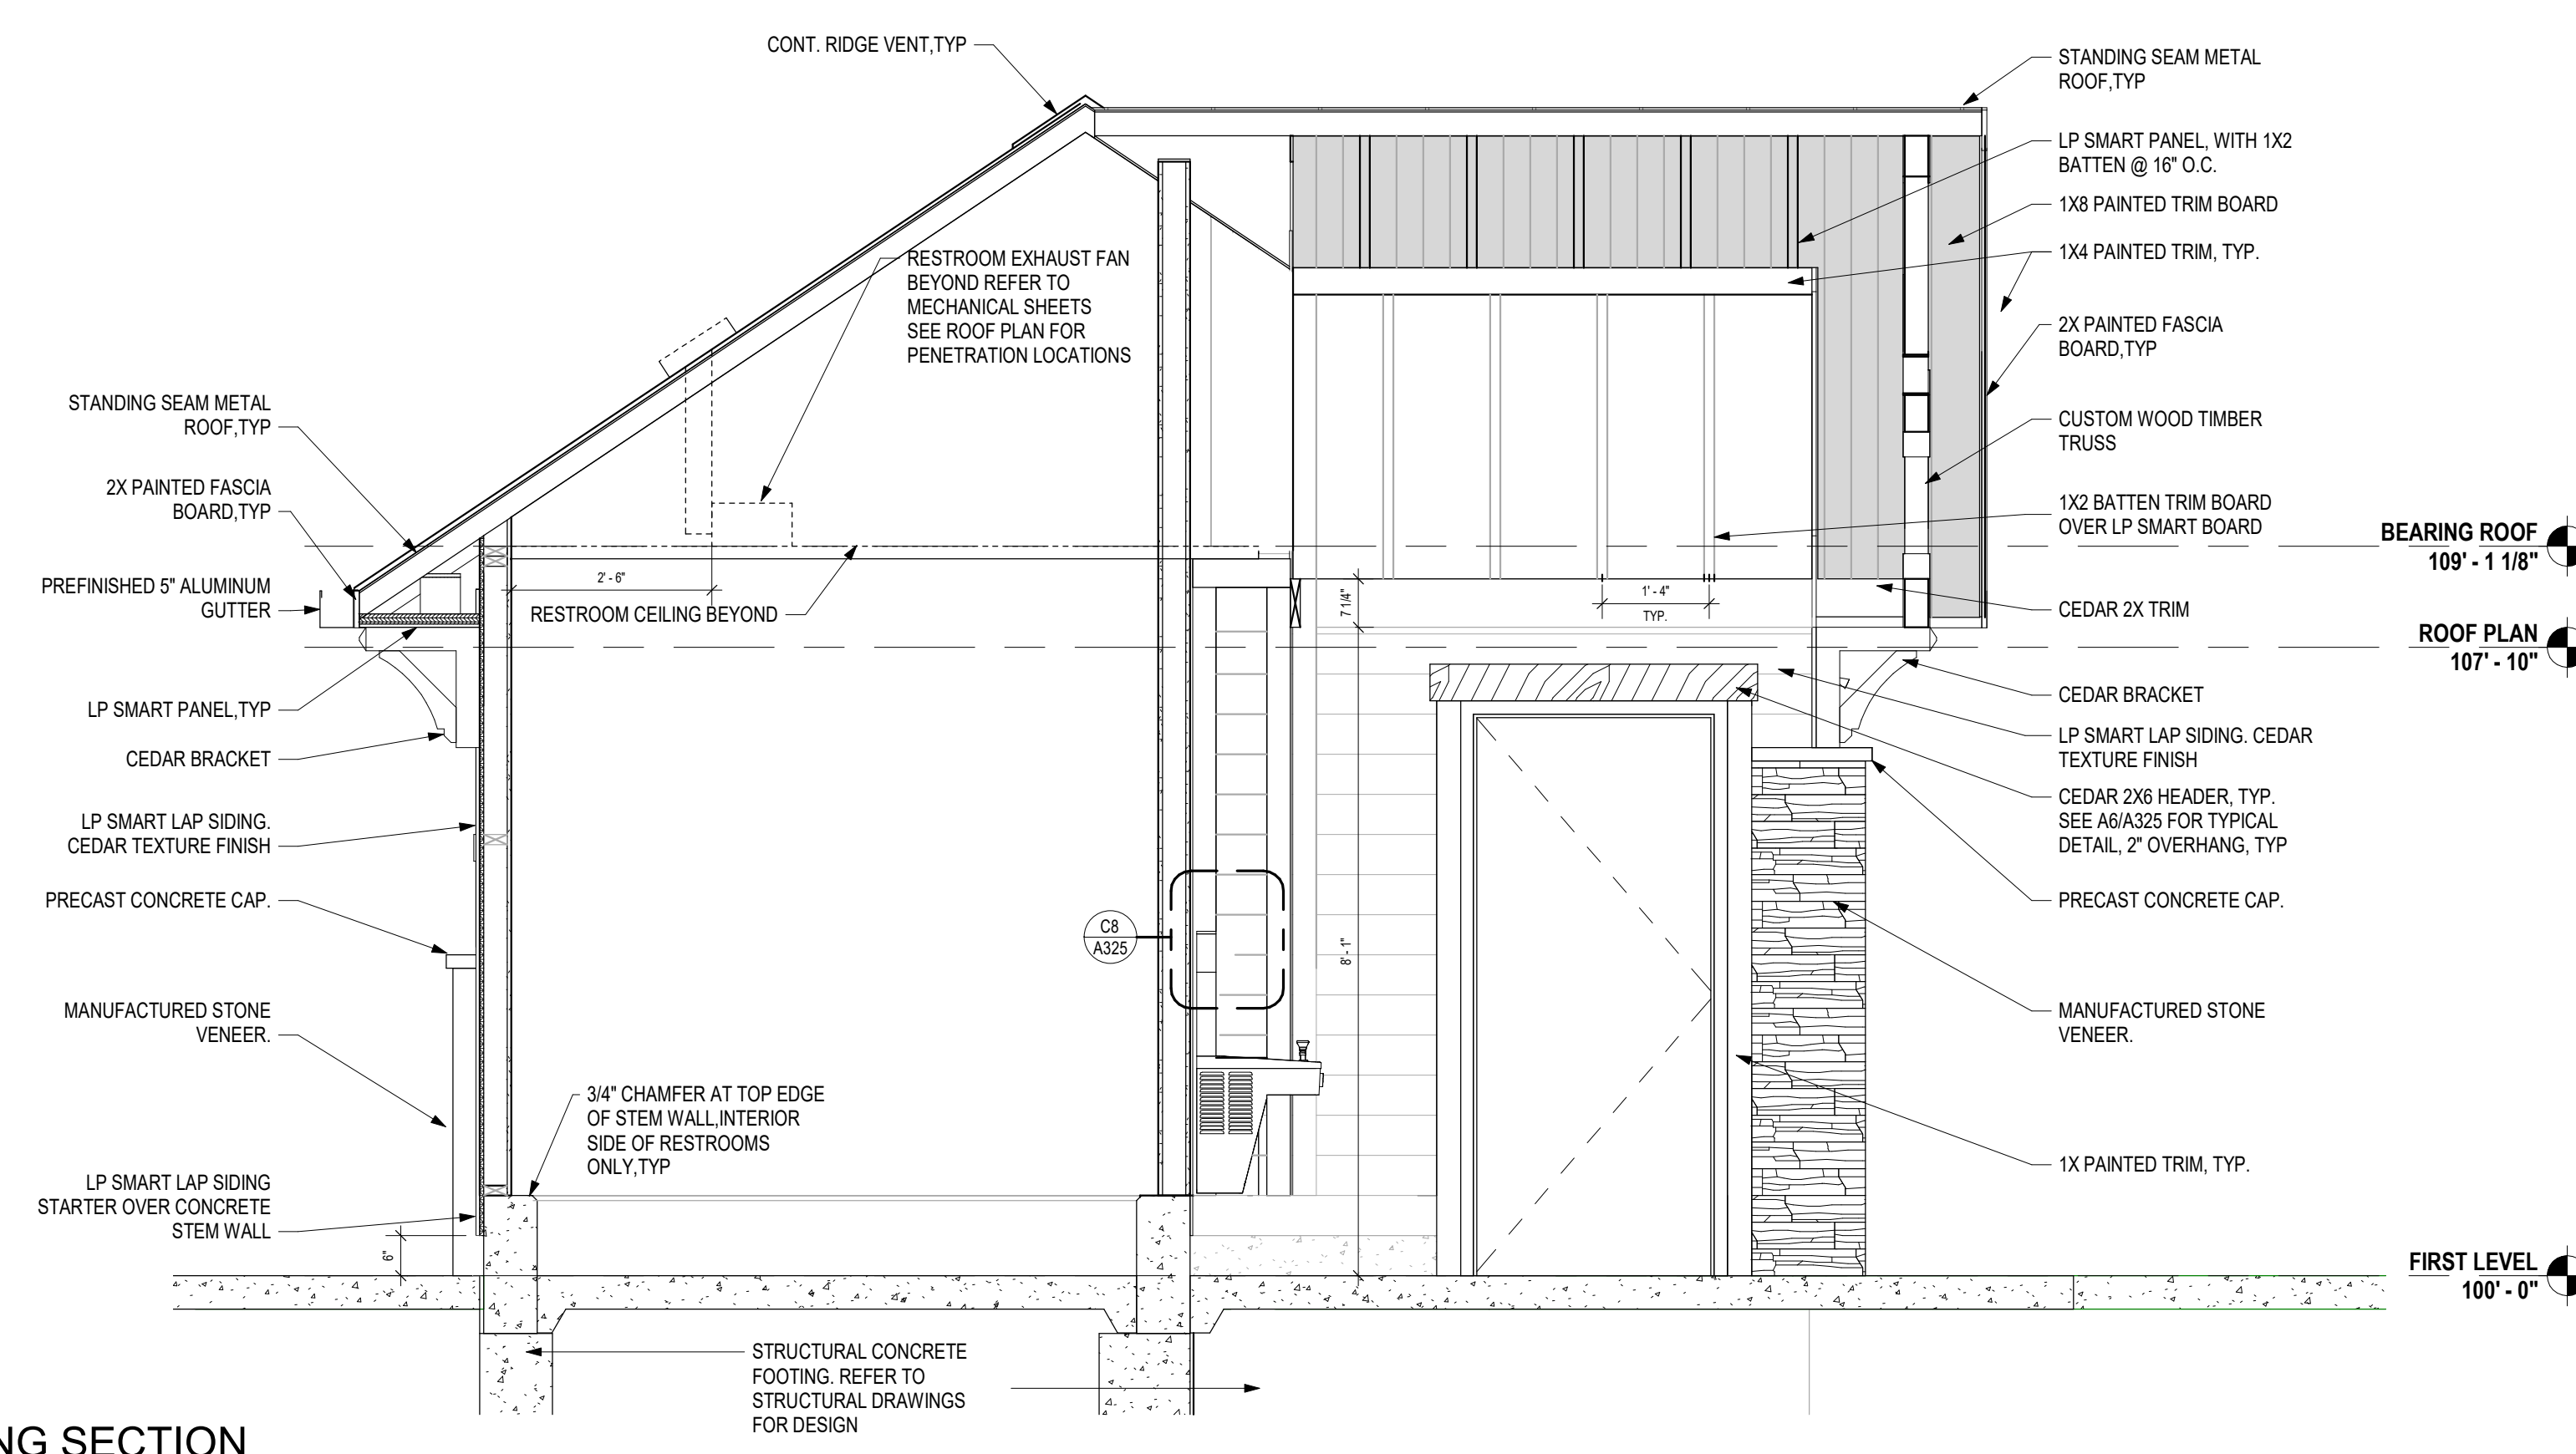 CONT. RIDGE VENT,TYP
RESTROOM EXHAUST FAN
BEYOND REFER TO
MECHANICAL SHEETS
SEE ROOF PLAN FOR
PENETRATION LOCATIONS
STANDING SEAM METAL
ROOF,TYP
2X PAINTED FASCIA
BOARD,TYP
PREFINISHED 5" ALUMINUM
GUTTER
LP SMART PANEL,TYP
CEDAR BRACKET
LP SMART LAP SIDING.
CEDAR TEXTURE FINISH
PRECAST CONCRETE CAP.
MANUFACTURED STONE
VENEER.
LP SMART LAP SIDING
STARTER OVER CONCRETE
STEM WALL
6"
2' - 6"
RESTROOM CEILING BEYOND
3/4" CHAMFER AT TOP EDGE
OF STEM WALL,INTERIOR
SIDE OF RESTROOMS
ONLY,TYP
C8
A325
STRUCTURAL CONCRETE
FOOTING. REFER TO
STRUCTURAL DRAWINGS
FOR DESIGN
7 1/4"
1' - 4"
TYP.
8' - 1"
STANDING SEAM METAL
ROOF,TYP
LP SMART PANEL, WITH 1X2
BATTEN @ 16" O.C.
1X8 PAINTED TRIM BOARD
1X4 PAINTED TRIM, TYP.
2X PAINTED FASCIA
BOARD,TYP
CUSTOM WOOD TIMBER
TRUSS
1X2 BATTEN TRIM BOARD
OVER LP SMART BOARD
CEDAR 2X TRIM
CEDAR BRACKET
LP SMART LAP SIDING. CEDAR
TEXTURE FINISH
CEDAR 2X6 HEADER, TYP.
SEE A6/A325 FOR TYPICAL
DETAIL, 2" OVERHANG, TYP
PRECAST CONCRETE CAP.
MANUFACTURED STONE
VENEER.
1X PAINTED TRIM, TYP.
BEARING ROOF
109' - 1 1/8"
ROOF PLAN
107' - 10"
FIRST LEVEL
100' - 0"
NG SECTION